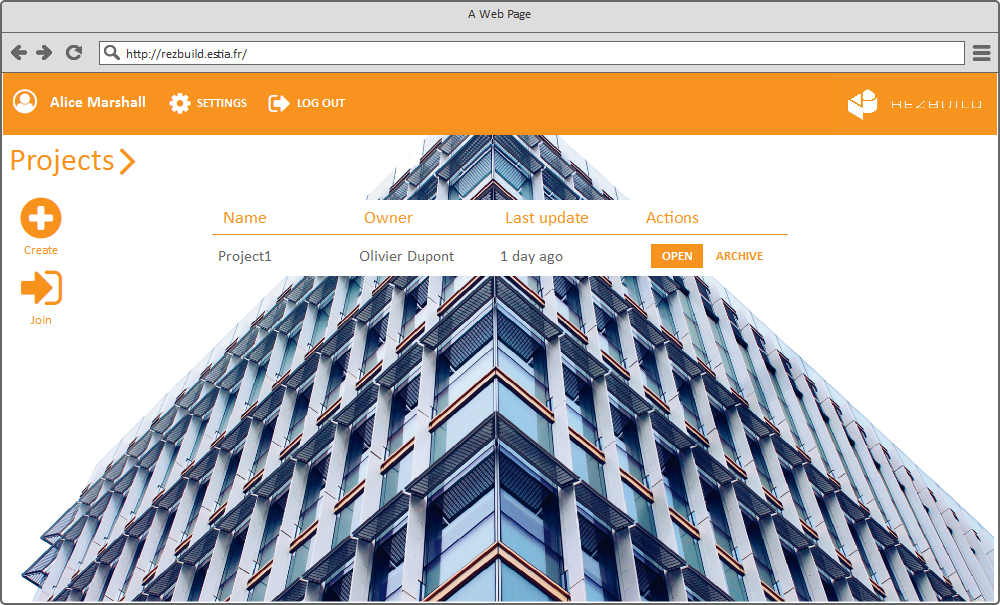 A Web Page
http://rezbuild.estia.fr/
Alice Marshall SETTINGS LOG OUT REZBUILD
Projects
Create
Join
Name Owner Last update Actions
Project1 Olivier Dupont 1 day ago OPEN ARCHIVE